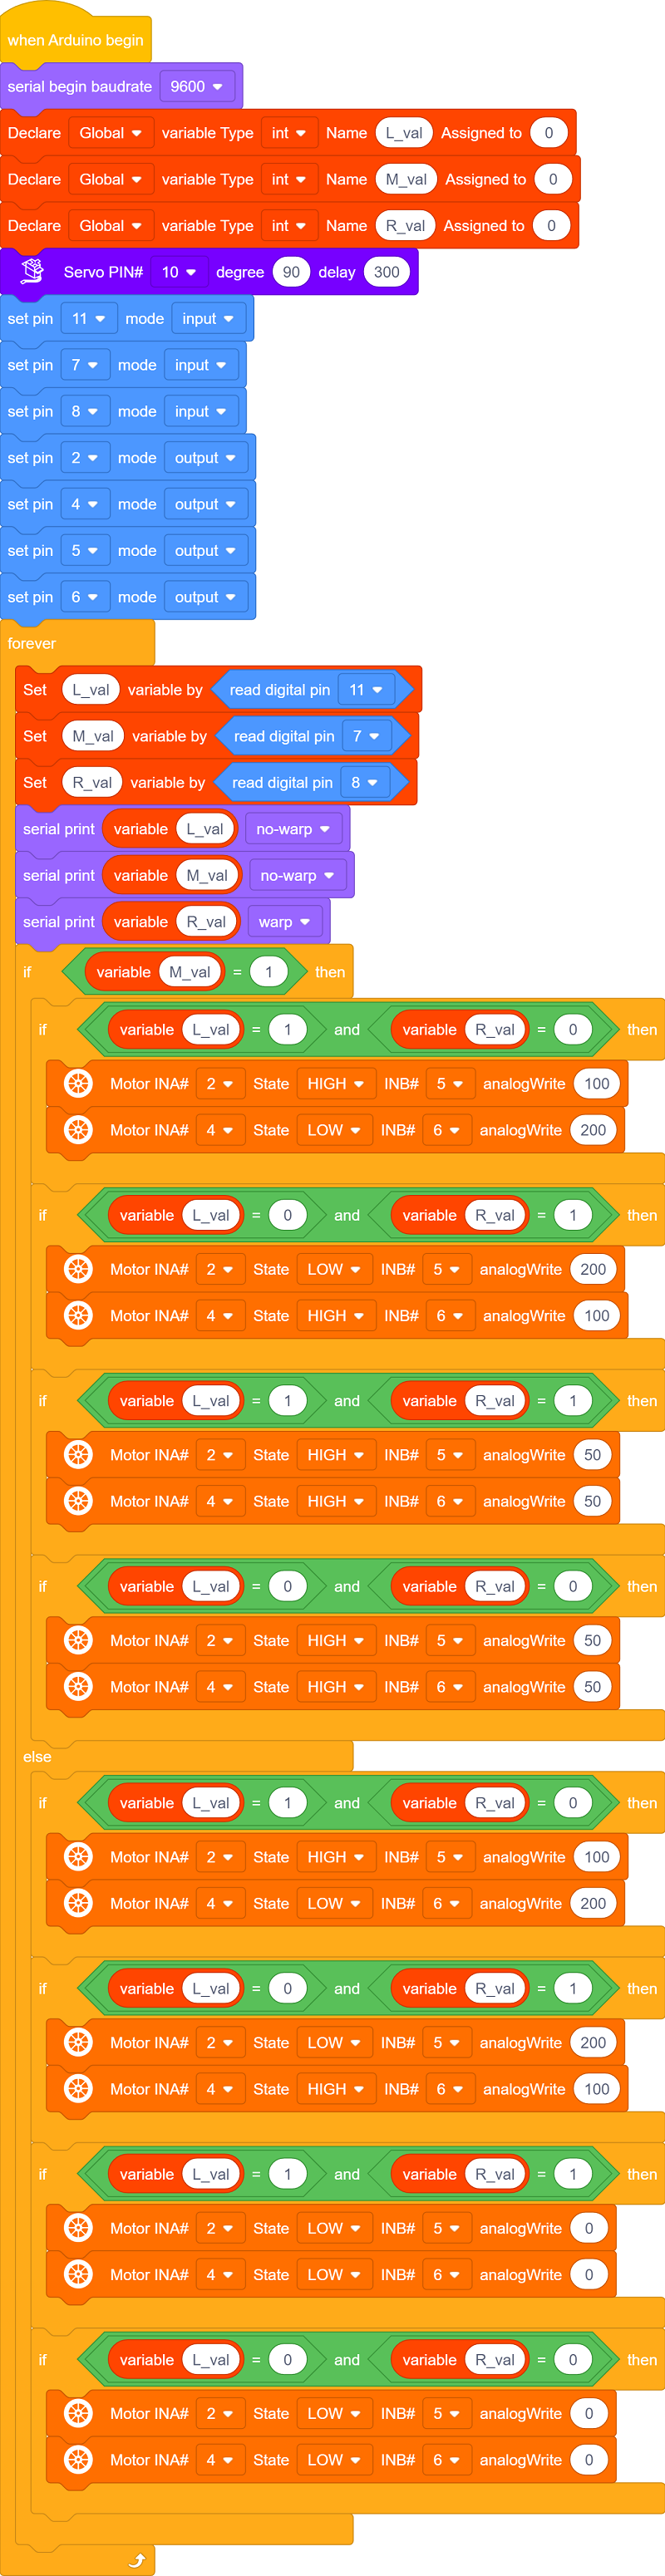 when Arduino begin
serial begin baudrate 9600
Declare Global variable Type int Name L_val Assigned to 0
Declare Global variable Type int Name M_val Assigned to 0
Declare Global variable Type int Name R_val Assigned to 0
Servo PIN# 10 degree 90 delay 300
set pin 11 mode input
set pin 7 mode input
set pin 8 mode input
set pin 2 mode output
set pin 4 mode output
set pin 5 mode output
set pin 6 mode output
forever
Set L_val variable by read digital pin 11
Set M_val variable by read digital pin 7
Set R_val variable by read digital pin 8
serial print variable L_val no-warp
serial print variable M_val no-warp
serial print variable R_val warp
if variable M_val = 1 then
if variable L_val = 1 and variable R_val = 0 then
Motor INA# 2 State HIGH INB# 5 analogWrite 100
Motor INA# 4 State LOW INB# 6 analogWrite 200
if variable L_val = 0 and variable R_val = 1 then
Motor INA# 2 State LOW INB# 5 analogWrite 200
Motor INA# 4 State HIGH INB# 6 analogWrite 100
if variable L_val = 1 and variable R_val = 1 then
Motor INA# 2 State HIGH INB# 5 analogWrite 50
Motor INA# 4 State HIGH INB# 6 analogWrite 50
if variable L_val = 0 and variable R_val = 0 then
Motor INA# 2 State HIGH INB# 5 analogWrite 50
Motor INA# 4 State HIGH INB# 6 analogWrite 50
else
if variable L_val = 1 and variable R_val = 0 then
Motor INA# 2 State HIGH INB# 5 analogWrite 100
Motor INA# 4 State LOW INB# 6 analogWrite 200
if variable L_val = 0 and variable R_val = 1 then
Motor INA# 2 State LOW INB# 5 analogWrite 200
Motor INA# 4 State HIGH INB# 6 analogWrite 100
if variable L_val = 1 and variable R_val = 1 then
Motor INA# 2 State LOW INB# 5 analogWrite 0
Motor INA# 4 State LOW INB# 6 analogWrite 0
if variable L_val = 0 and variable R_val = 0 then
Motor INA# 2 State LOW INB# 5 analogWrite 0
Motor INA# 4 State LOW INB# 6 analogWrite 0